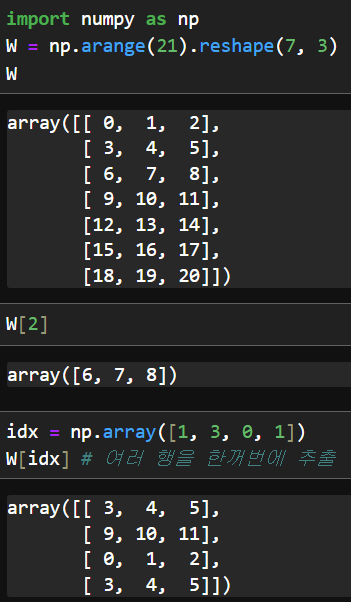 import numpy as np
W = np.arange(21).reshape(7, 3)
W
array([[ 0,  1,  2],
       [ 3,  4,  5],
       [ 6,  7,  8],
       [ 9, 10, 11],
       [12, 13, 14],
       [15, 16, 17],
       [18, 19, 20]])
W[2]
array([6, 7, 8])
idx = np.array([1, 3, 0, 1])
W[idx] # 여러 행을 한꺼번에 추출
array([[ 3,  4,  5],
       [ 9, 10, 11],
       [ 0,  1,  2],
       [ 3,  4,  5]])